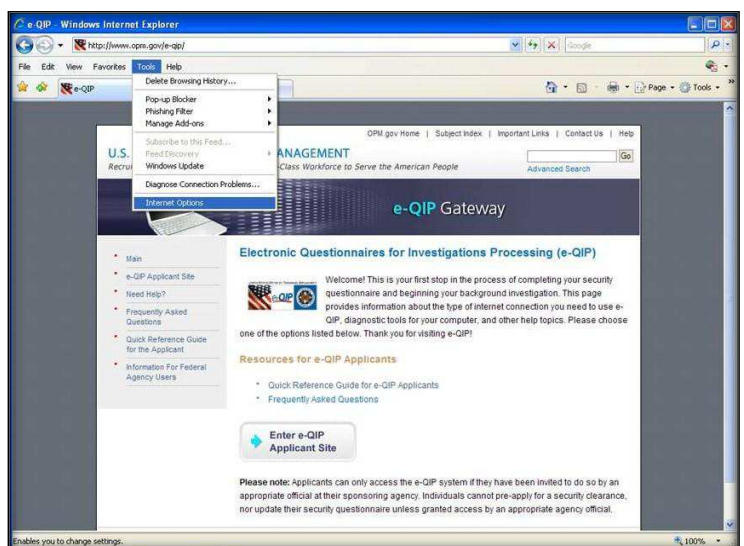 e-QIP - Windows Internet Explorer
http://www.opm.gov/e-qip/
Google
File Edit View Favorites Tools Help
e-QIP
Page Tools
Delete Browsing History...
Pop-up Blocker
Phishing Filter
Manage Add-ons
Subscribe to this Feed...
Feed Discovery
Windows Update
Diagnose Connection Problems...
Internet Options
OPM.gov Home | Subject Index | Important Links | Contact Us | Help
U.S. ANAGEMENT
Recrui -Class Workforce to Serve the American People
Go
Advanced Search
e-QIP Gateway
Main
e-QIP Applicant Site
Need Help?
Frequently Asked
Questions
Quick Reference Guide
for the Applicant
Information For Federal
Agency Users
Electronic Questionnaires for Investigations Processing (e-QIP)
e-QIP
Welcome! This is your first stop in the process of completing your security
questionnaire and beginning your background investigation. This page
provides information about the type of internet connection you need to use e-
QIP, diagnostic tools for your computer, and other help topics. Please choose
one of the options listed below. Thank you for visiting e-QIP!
Resources for e-QIP Applicants
Quick Reference Guide for e-QIP Applicants
Frequently Asked Questions
Enter e-QIP
Applicant Site
Please note: Applicants can only access the e-QIP system if they have been invited to do so by an
appropriate official at their sponsoring agency. Individuals cannot pre-apply for a security clearance,
nor update their security questionnaire unless granted access by an appropriate agency official.
Enables you to change settings.
100%